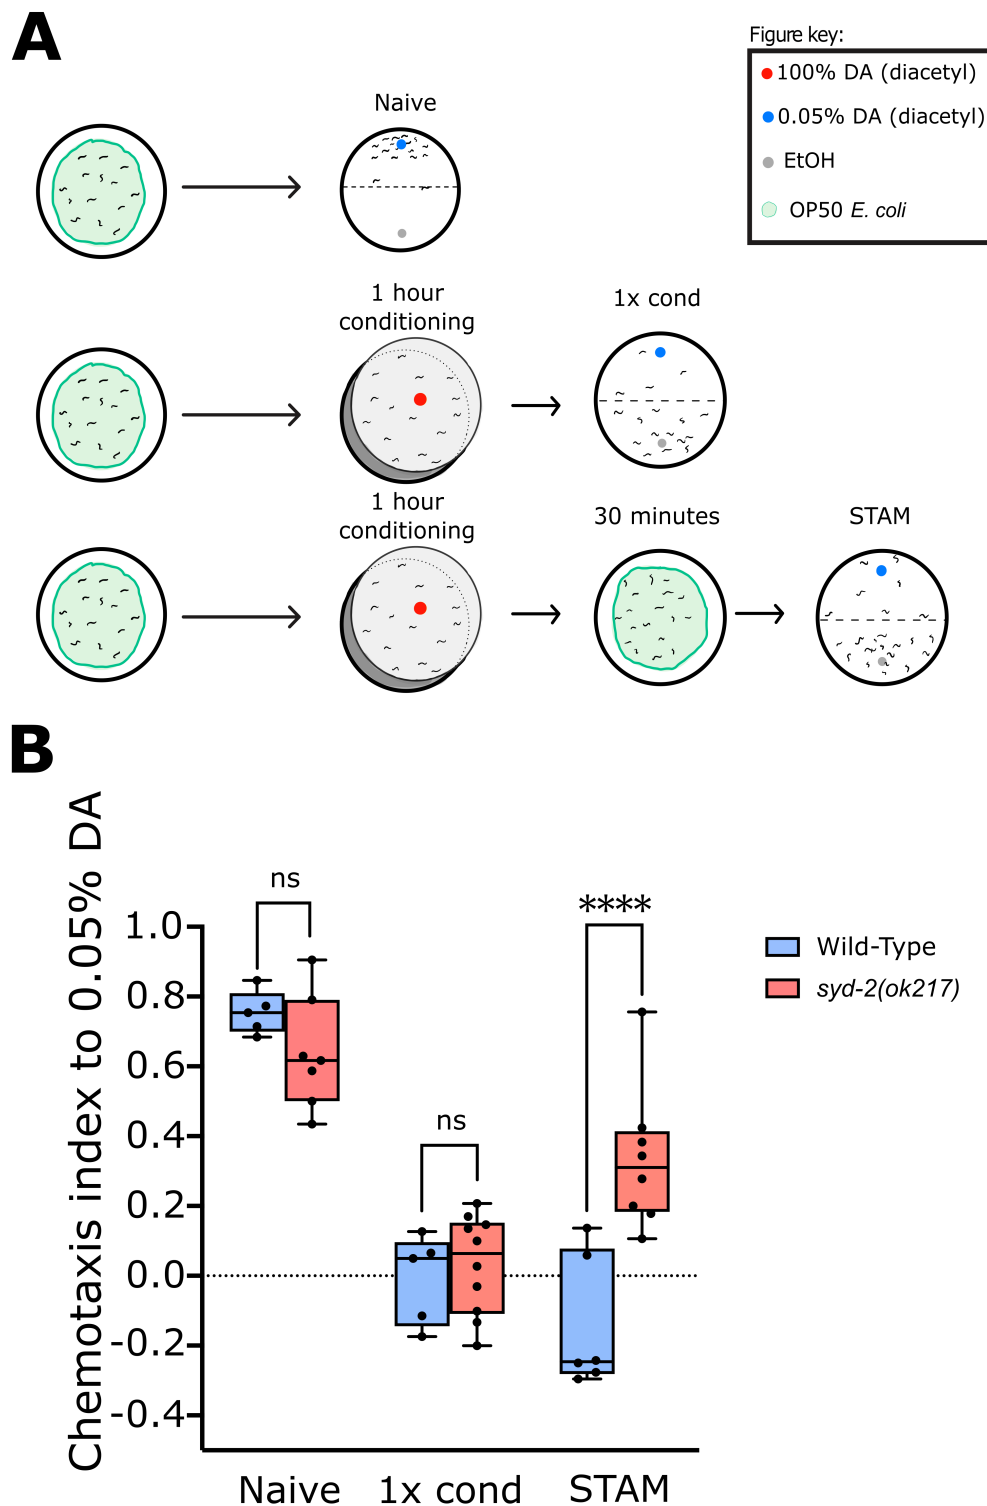 A
Figure key:
100% DA (diacetyl)
0.05% DA (diacetyl)
EtOH
OP50 E. coli
Naive
1 hour
conditioning
1x cond
1 hour
conditioning
30 minutes
STAM
B
Chemotaxis index to 0.05% DA
1.0
0.8
0.6
0.4
0.2
0.0
-0.2
-0.4
ns
ns
****
Wild-Type
syd-2(ok217)
Naive
1x cond
STAM